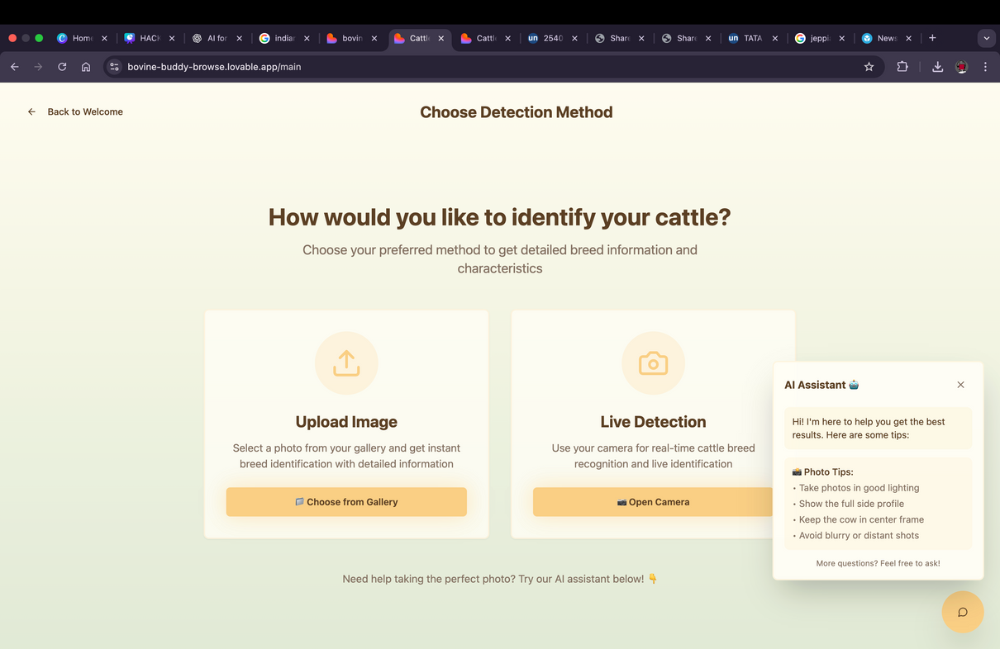 Home
HACK
AI for
indian
bovin
Cattle
Cattle
un 2540
Share
Share
un TATA
jeppi
News
bovine-buddy-browse.lovable.app/main
Back to Welcome
Choose Detection Method
How would you like to identify your cattle?
Choose your preferred method to get detailed breed information and
characteristics
Upload Image
Select a photo from your gallery and get instant
breed identification with detailed information
Choose from Gallery
Live Detection
Use your camera for real-time cattle breed
recognition and live identification
Open Camera
AI Assistant 🤖
Hi! I'm here to help you get the best
results. Here are some tips:
📸 Photo Tips:
• Take photos in good lighting
• Show the full side profile
• Keep the cow in center frame
• Avoid blurry or distant shots
More questions? Feel free to ask!
Need help taking the perfect photo? Try our AI assistant below! 👇